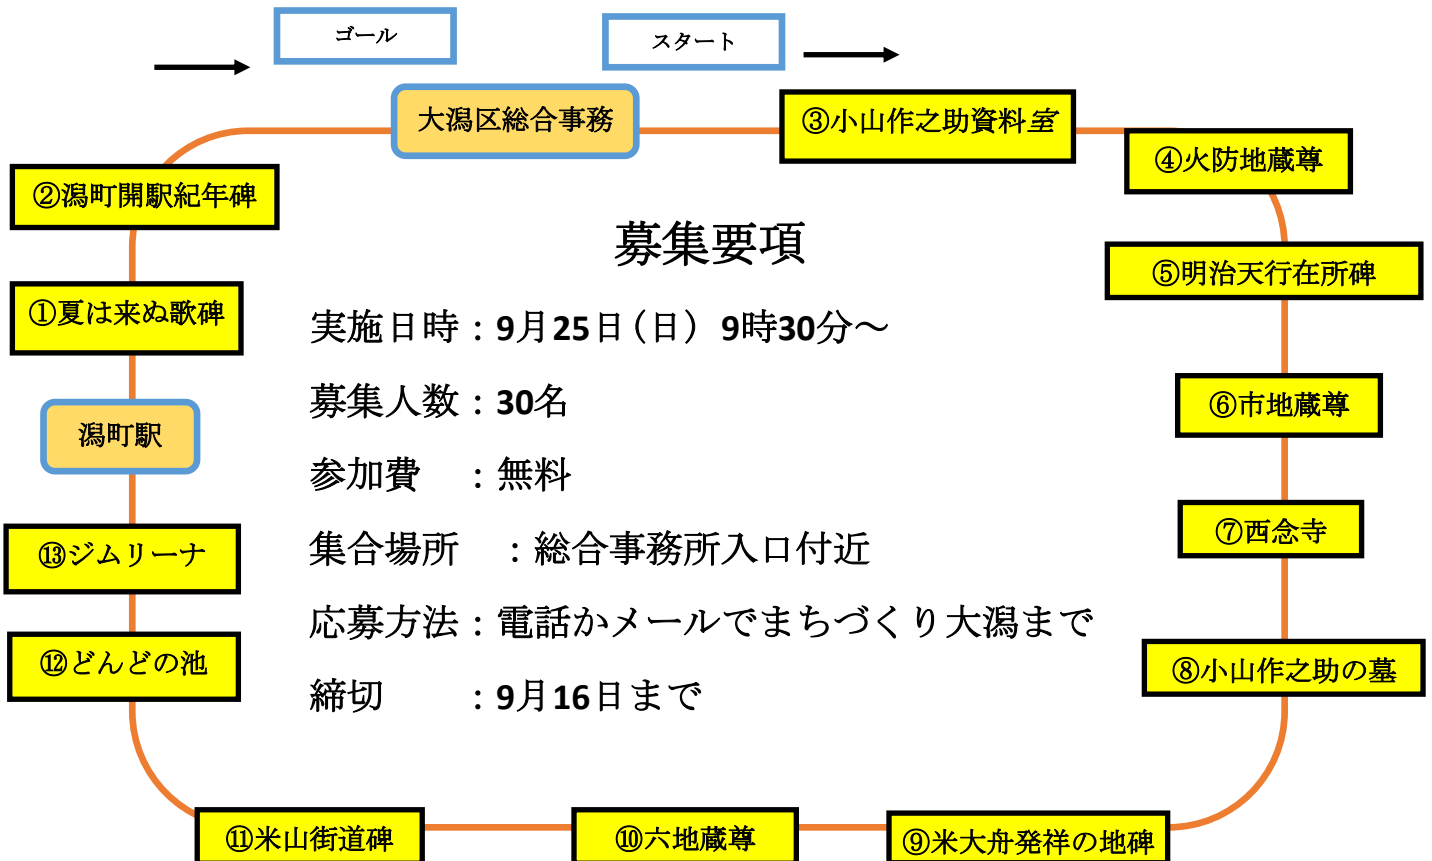 ゴール
スタート
大潟区総合事務
③小山作之助資料室
④火防地蔵尊
②潟町開駅紀年碑
募集要項
⑤明治天行在所碑
①夏は来ぬ歌碑
実施日時：9月25日（日） 9時30分～
募集人数：30名
⑥市地蔵尊
潟町駅
参加費　：無料
⑦西念寺
⑬ジムリーナ
集合場所　：総合事務所入口付近
応募方法：電話かメールでまちづくり大潟まで
⑫どんどの池
⑧小山作之助の墓
締切　　：9月16日まで
⑪米山街道碑
⑩六地蔵尊
⑨米大舟発祥の地碑